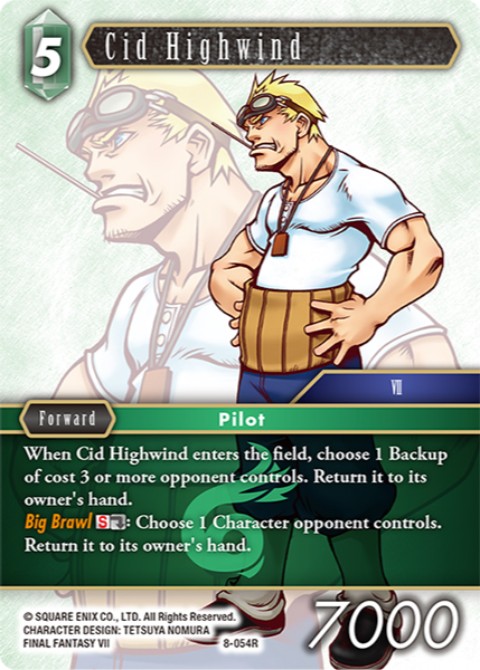 5
Cid Highwind
VII
Forward
Pilot
When Cid Highwind enters the field, choose 1 Backup
of cost 3 or more opponent controls. Return it to its
owner's hand.
Big Brawl S: Choose 1 Character opponent controls.
Return it to its owner's hand.
© SQUARE ENIX CO., LTD. All Rights Reserved.
CHARACTER DESIGN: TETSUYA NOMURA
FINAL FANTASY VII
8-054R
7000